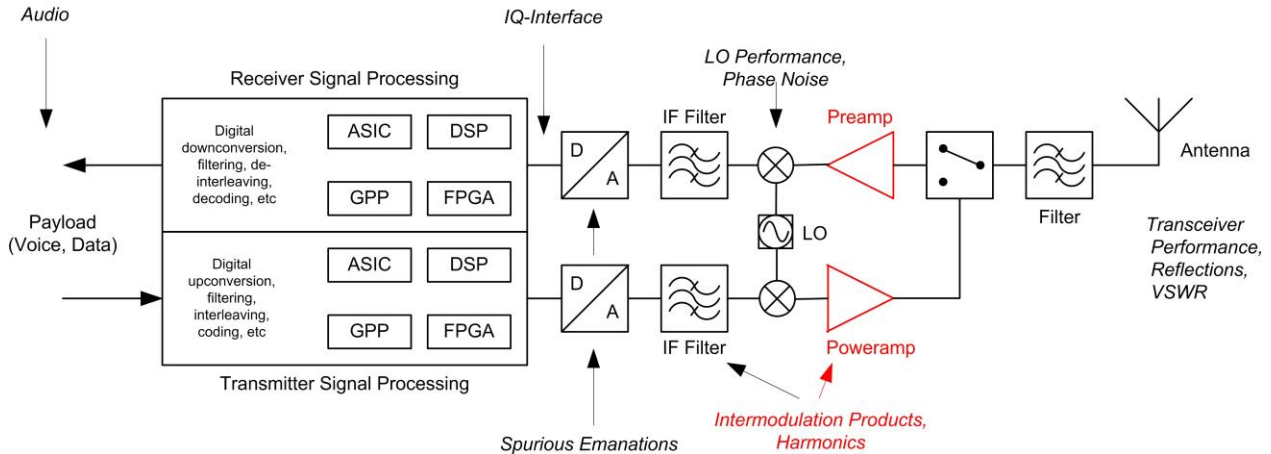 Audio
IQ-Interface
LO Performance,
Phase Noise
Receiver Signal Processing
IF Filter
Preamp
Digital
downconversion,
filtering, de-
interleaving,
decoding, etc
ASIC
DSP
GPP
FPGA
D
A
Antenna
Payload
(Voice, Data)
LO
Filter
Transceiver
Performance,
Reflections,
VSWR
Digital
upconversion,
filtering,
interleaving,
coding, etc
ASIC
DSP
GPP
FPGA
D
A
IF Filter
Poweramp
Transmitter Signal Processing
Spurious Emanations
Intermodulation Products,
Harmonics